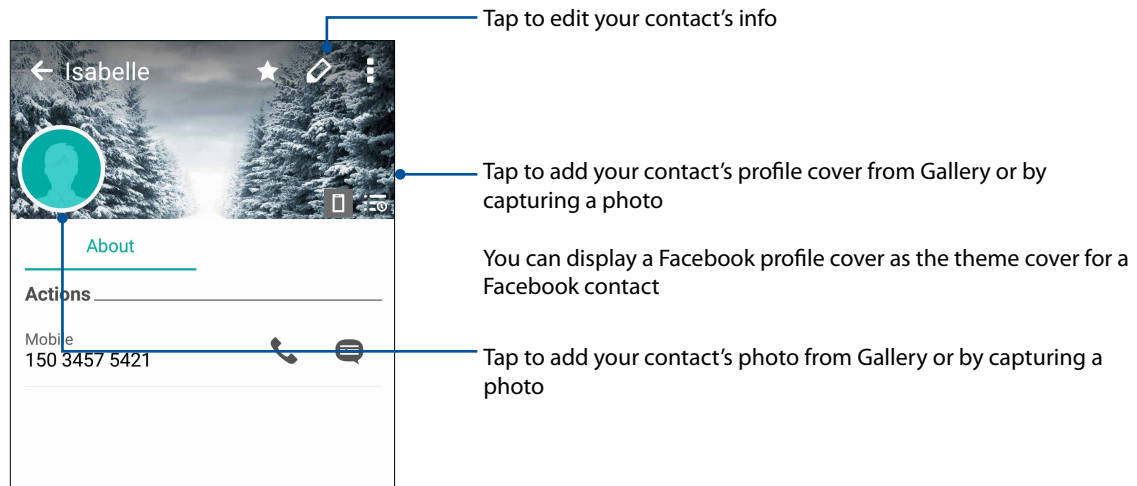 Tap to edit your contact’s info
Isabelle
Tap to add your contact’s profile cover from Gallery or by
capturing a photo
You can display a Facebook profile cover as the theme cover for a
Facebook contact
About
Actions
Mobile
150 3457 5421
Tap to add your contact’s photo from Gallery or by capturing a
photo